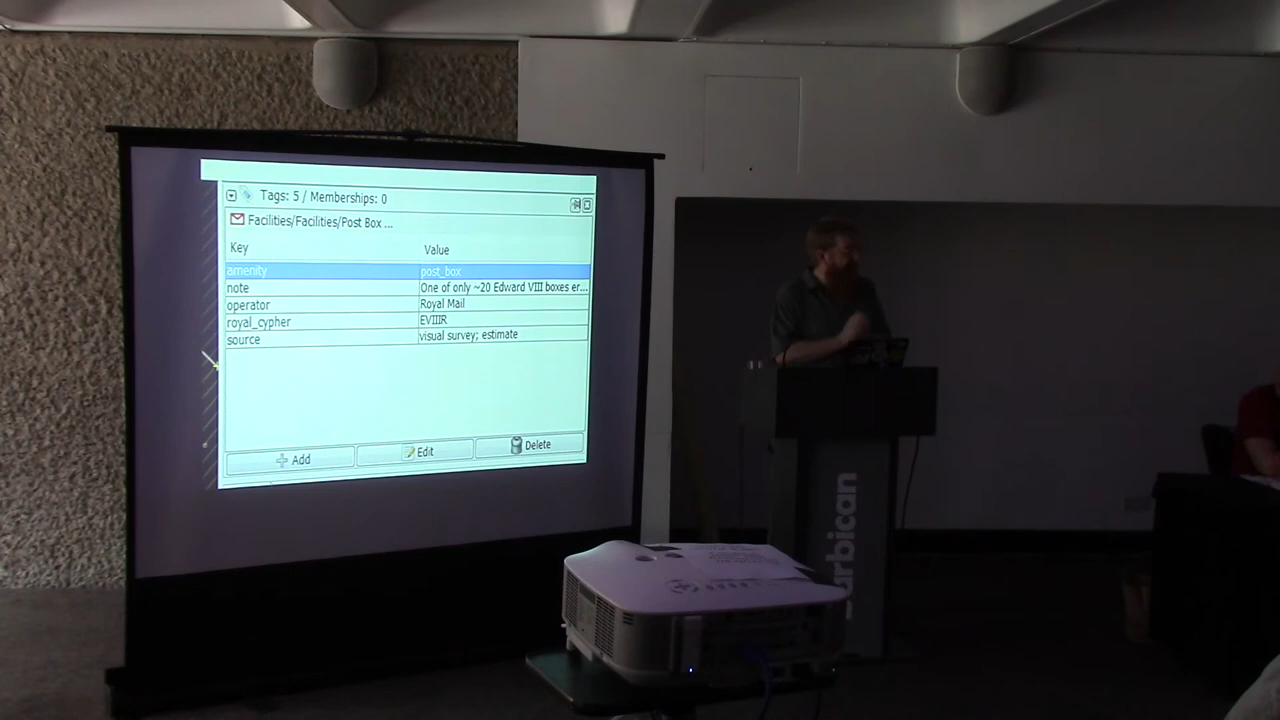 Tags: 5 / Memberships: 0
Facilities/Facilities/Post Box ...
Key Value
amenity post_box
note One of only ~20 Edward VIII boxes er...
operator Royal Mail
royal_cypher EVIIIR
source visual survey; estimate
Add Edit Delete
arbican